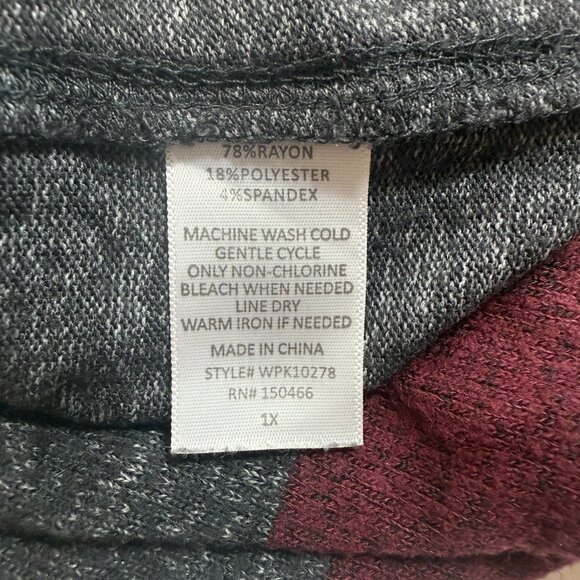 78%RAYON
18%POLYESTER
4%SPANDEX
MACHINE WASH COLD
GENTLE CYCLE
ONLY NON-CHLORINE
BLEACH WHEN NEEDED
LINE DRY
WARM IRON IF NEEDED
MADE IN CHINA
STYLE# WPK10278
RN# 150466
1X